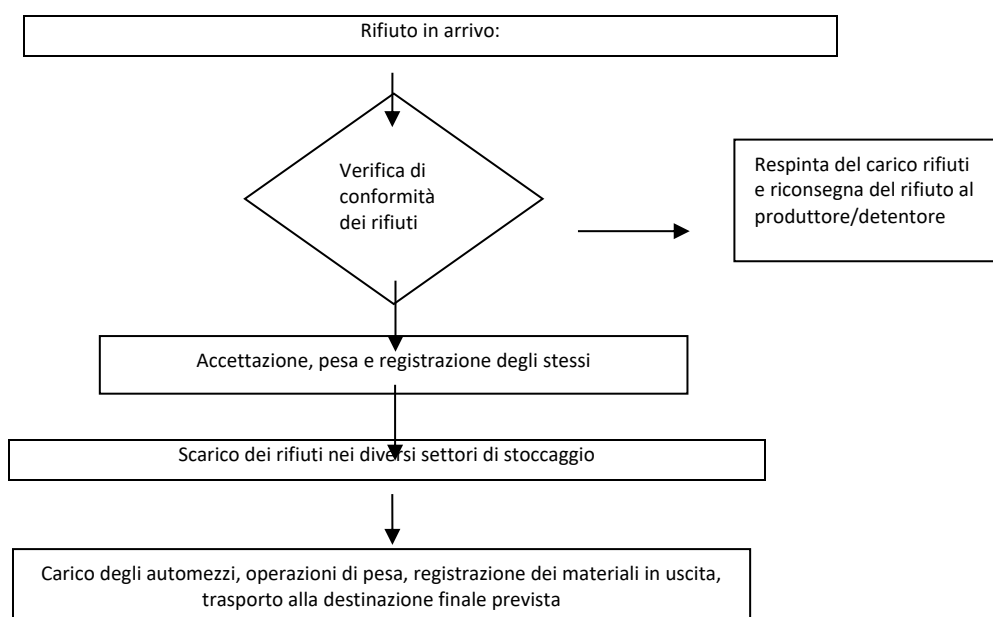 Rifiuto in arrivo:
Verifica di
conformità
dei rifiuti
Respinta del carico rifiuti
e riconsegna del rifiuto al
produttore/detentore
Accettazione, pesa e registrazione degli stessi
Scarico dei rifiuti nei diversi settori di stoccaggio
Carico degli automezzi, operazioni di pesa, registrazione dei materiali in uscita,
trasporto alla destinazione finale prevista